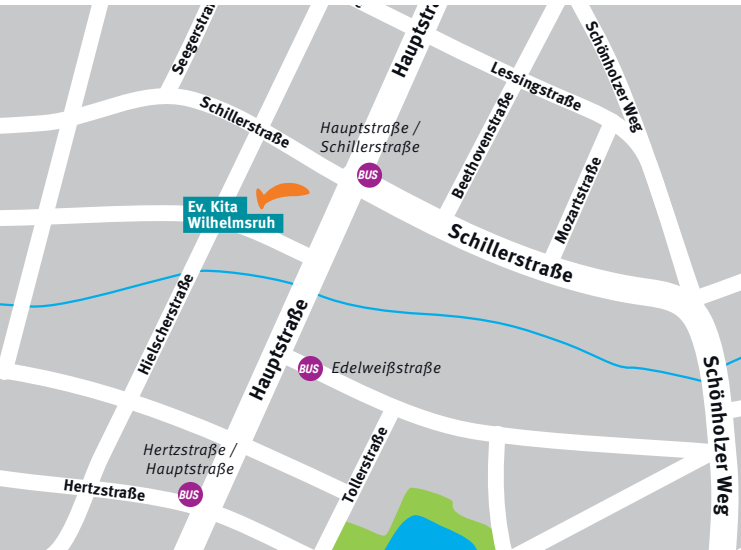 Seegerstraß
Hauptstr
Schönholzer Weg
Lessingstraße
Schillerstraße
Hauptstraße /
Schillerstraße
BUS
Beethovenstraße
Mozartstraße
Ev. Kita
Wilhelmsruh
Schillerstraße
Hielscherstraße
Hauptstraße
BUS
Edelweißstraße
Schönholzer Weg
Hertzstraße /
Hauptstraße
Tollerstraße
Hertzstraße
BUS